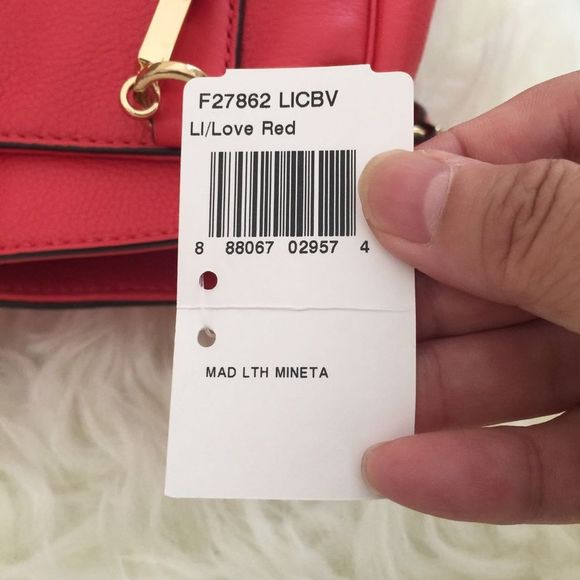 F27862 LICBV
LI/Love Red
8 88067 02957 4
MAD LTH MINETA